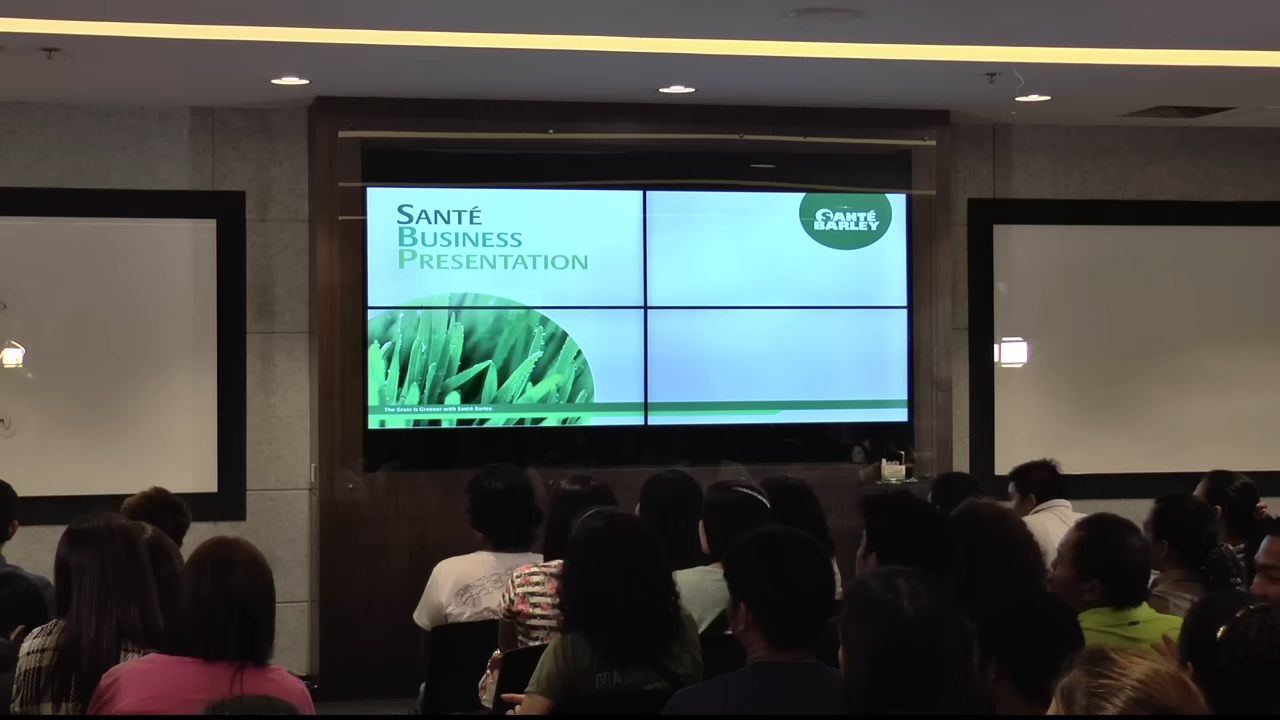 SANTÉ
BUSINESS
PRESENTATION
SANTÉ
BARLEY
The Grass is Greener with Santé Barley.